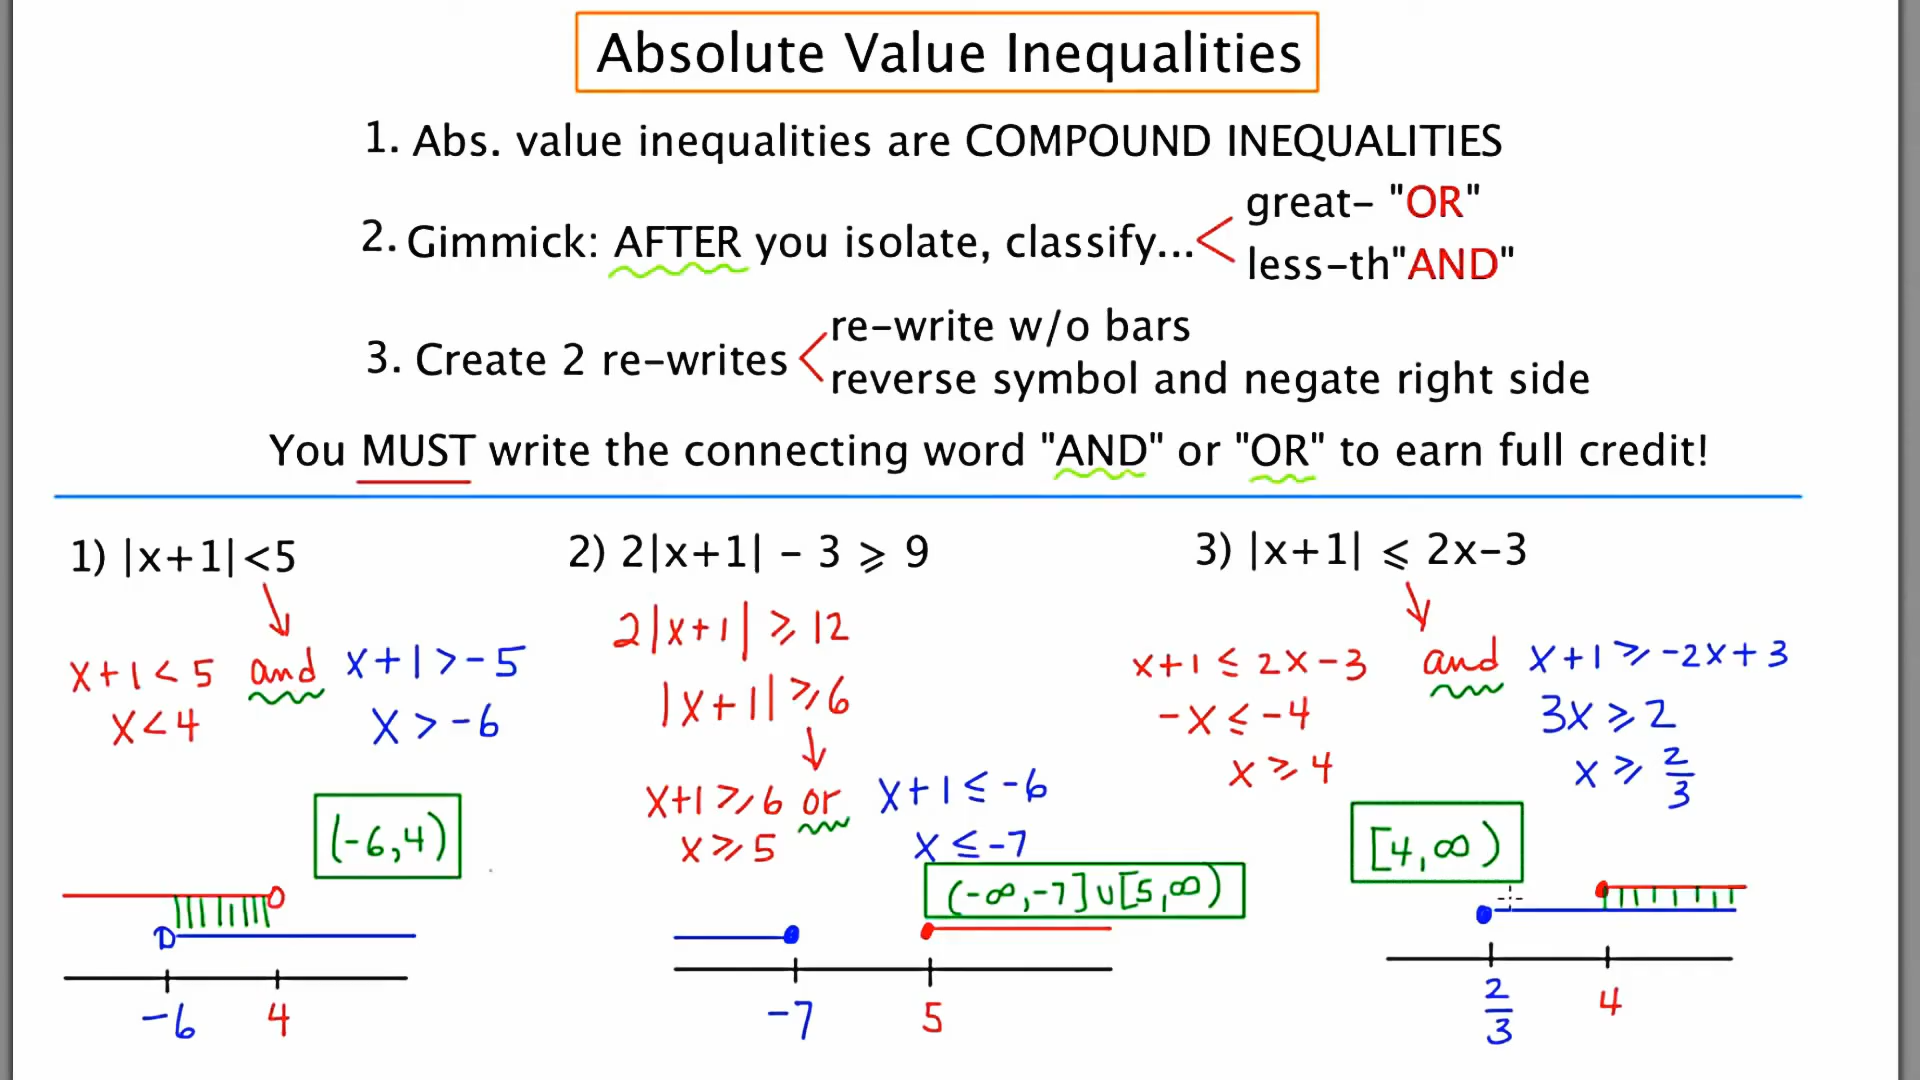 Absolute Value Inequalities
1. Abs. value inequalities are COMPOUND INEQUALITIES
2. Gimmick: AFTER you isolate, classify...
great- "OR"
less-th"AND"
3. Create 2 re-writes
re-write w/o bars
reverse symbol and negate right side
You MUST write the connecting word "AND" or "OR" to earn full credit!
1) |x+1|<5
x+1<5 and x+1>-5
x<4
x>-6
(-6,4)
-6
4
2) 2|x+1| - 3 ⩾ 9
2|x+1| ⩾ 12
|x+1| ⩾ 6
x+1 ⩾ 6 or x+1 ≤ -6
x ⩾ 5
x ≤ -7
(-∞,-7]∪[5,∞)
-7
5
3) |x+1| ⩽ 2x-3
x+1 ≤ 2x-3 and x+1 ⩾ -2x+3
-x ≤ -4
3x ⩾ 2
x ⩾ 4
x ⩾ 2/3
[4,∞)
2/3
4